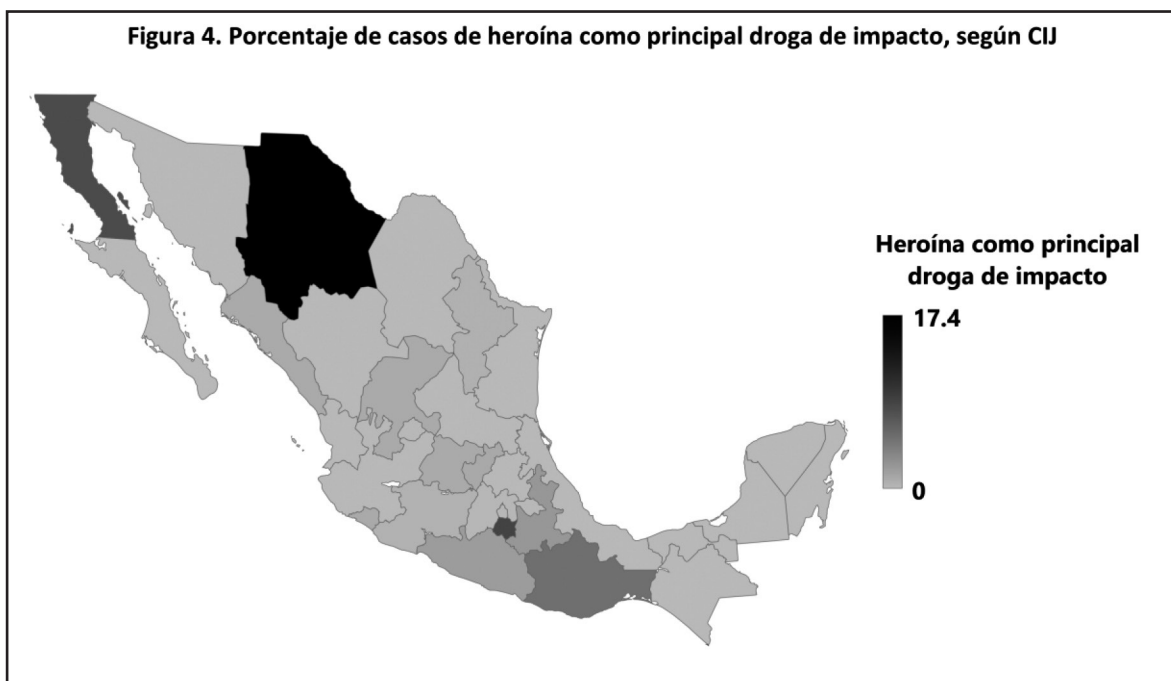 Figura 4. Porcentaje de casos de heroína como principal droga de impacto, según CIJ
Heroína como principal
droga de impacto
17.4
0